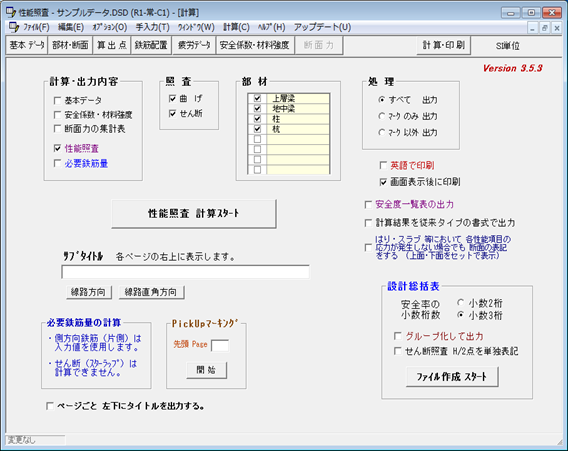 性能照査 - サンプルデータ.DSD (R1-常-C1) - [計算]
ファイル(F) 編集(E) オプション(O) 手入力(T) ウィンドウ(W) 計算(C) ヘルプ(H) アップデート(U)
基本 データ 部材・断面 算 出 点 鉄筋配置 疲労データ 安全係数・材料強度 断 面 力 計 算・印 刷 SI単位
Version 3.5.3
計算・出力内容
基本データ
安全係数・材料強度
断面力の集計表
性能照査
必要鉄筋量
照 査
曲 げ
せん断
部 材
上層梁
地中梁
柱
杭
処 理
すべて 出力
マーク のみ 出力
マーク 以外 出力
英語で印刷
画面表示後に印刷
安全度一覧表の出力
計算結果を従来タイプの書式で出力
はり・スラブ 等において 各性能項目の
応力が発生しない場合でも 断面の表記
をする (上面・下面をセットで表示)
性能照査 計算スタート
サブタイトル 各ページの右上に表示します。
線路方向 線路直角方向
必要鉄筋量の計算
・側方向鉄筋（片側）は
入力値を使用します。
・せん断（スターラップ）は
計算できません。
PickUpマーキング
先頭 Page
開 始
ページごと 左下にタイトルを出力する。
設計総括表
安全率の
小数桁数
小数2桁
小数3桁
グループ化して出力
せん断照査 H/2点を単独表記
ファイル作成 スタート
変更なし